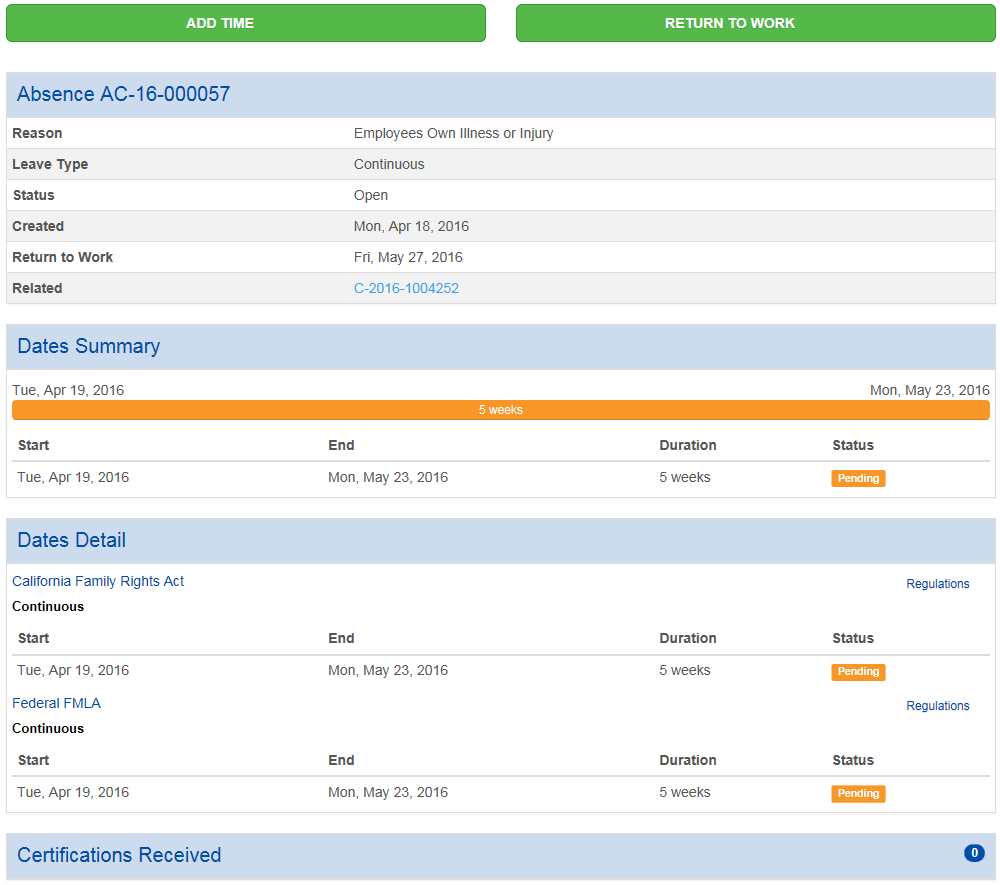 ADD TIME RETURN TO WORK
Absence AC-16-000057
Reason Employees Own Illness or Injury
Leave Type Continuous
Status Open
Created Mon, Apr 18, 2016
Return to Work Fri, May 27, 2016
Related C-2016-1004252
Dates Summary
Tue, Apr 19, 2016 Mon, May 23, 2016
5 weeks
Start End Duration Status
Tue, Apr 19, 2016 Mon, May 23, 2016 5 weeks Pending
Dates Detail
California Family Rights Act Regulations
Continuous
Start End Duration Status
Tue, Apr 19, 2016 Mon, May 23, 2016 5 weeks Pending
Federal FMLA Regulations
Continuous
Start End Duration Status
Tue, Apr 19, 2016 Mon, May 23, 2016 5 weeks Pending
Certifications Received 0